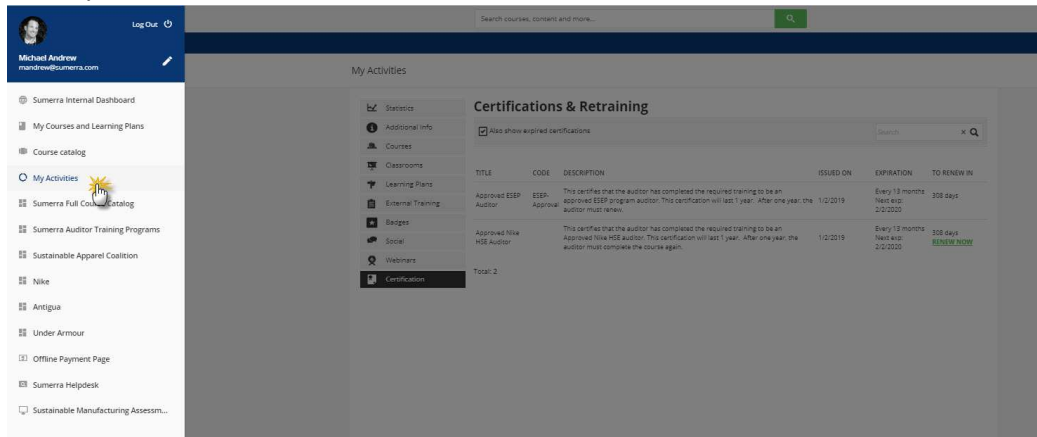 Log Out
Michael Andrew
mandrew@sumerra.com
Sumerra Internal Dashboard
My Courses and Learning Plans
Course catalog
My Activities
Sumerra Full Course Catalog
Sumerra Auditor Training Programs
Sustainable Apparel Coalition
Nike
Antigua
Under Armour
Offline Payment Page
Sumerra Helpdesk
Sustainable Manufacturing Assessm...
Search courses, content and more...
My Activities
Statistics
Additional Info
Courses
Classrooms
Learning Plans
External Training
Badges
Social
Webinars
Certification
Certifications & Retraining
Also show expired certifications
Search
TITLE CODE DESCRIPTION ISSUED ON EXPIRATION TO RENEW IN
Approved ESEP Auditor
ESEP-Approval
This certifies that the auditor has completed the required training to be an
approved ESEP program auditor. This certification will last 1 year. After one year, the
auditor must renew.
1/2/2019
Every 13 months
Next exp:
2/2/2020
308 days
Approved Nike
HSE Auditor
This certifies that the auditor has completed the required training to be an
Approved Nike HSE auditor. This certification will last 1 year. After one year, the
auditor must complete the course again.
1/2/2019
Every 13 months
Next exp:
2/2/2020
308 days
RENEW NOW
Total: 2